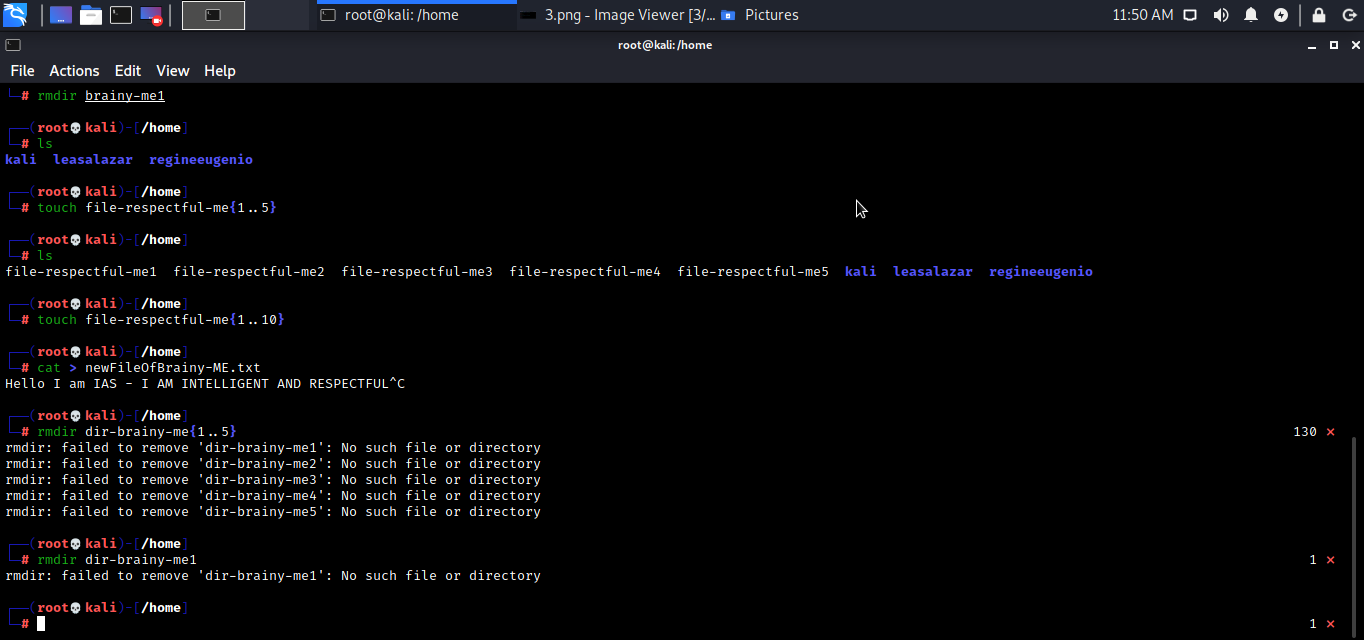 root@kali: /home
3.png - Image Viewer [3/...
Pictures
11:50 AM
root@kali: /home
File Actions Edit View Help
# rmdir brainy-me1
(root💀kali)-[/home]
# ls
kali leasalazar regineeugenio
(root💀kali)-[/home]
# touch file-respectful-me{1..5}
(root💀kali)-[/home]
# ls
file-respectful-me1 file-respectful-me2 file-respectful-me3 file-respectful-me4 file-respectful-me5 kali leasalazar regineeugenio
(root💀kali)-[/home]
# touch file-respectful-me{1..10}
(root💀kali)-[/home]
# cat > newFileOfBrainy-ME.txt
Hello I am IAS - I AM INTELLIGENT AND RESPECTFUL^C
(root💀kali)-[/home]
# rmdir dir-brainy-me{1..5} 130 ⨯
rmdir: failed to remove 'dir-brainy-me1': No such file or directory
rmdir: failed to remove 'dir-brainy-me2': No such file or directory
rmdir: failed to remove 'dir-brainy-me3': No such file or directory
rmdir: failed to remove 'dir-brainy-me4': No such file or directory
rmdir: failed to remove 'dir-brainy-me5': No such file or directory
(root💀kali)-[/home]
# rmdir dir-brainy-me1 1 ⨯
rmdir: failed to remove 'dir-brainy-me1': No such file or directory
(root💀kali)-[/home]
# 1 ⨯